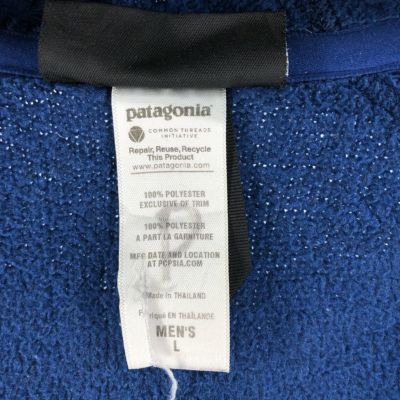 patagonia®
COMMON THREADS
INITIATIVE
Repair, Reuse, Recycle
This Product
www.patagonia.com
100% POLYESTER
EXCLUSIVE OF TRIM
100% POLYESTER
A PART LA GARNITURE
MFG DATE AND LOCATION
AT PCPSIA.COM
Made in THAILAND
EN THAÏLANDE
MEN'S
L